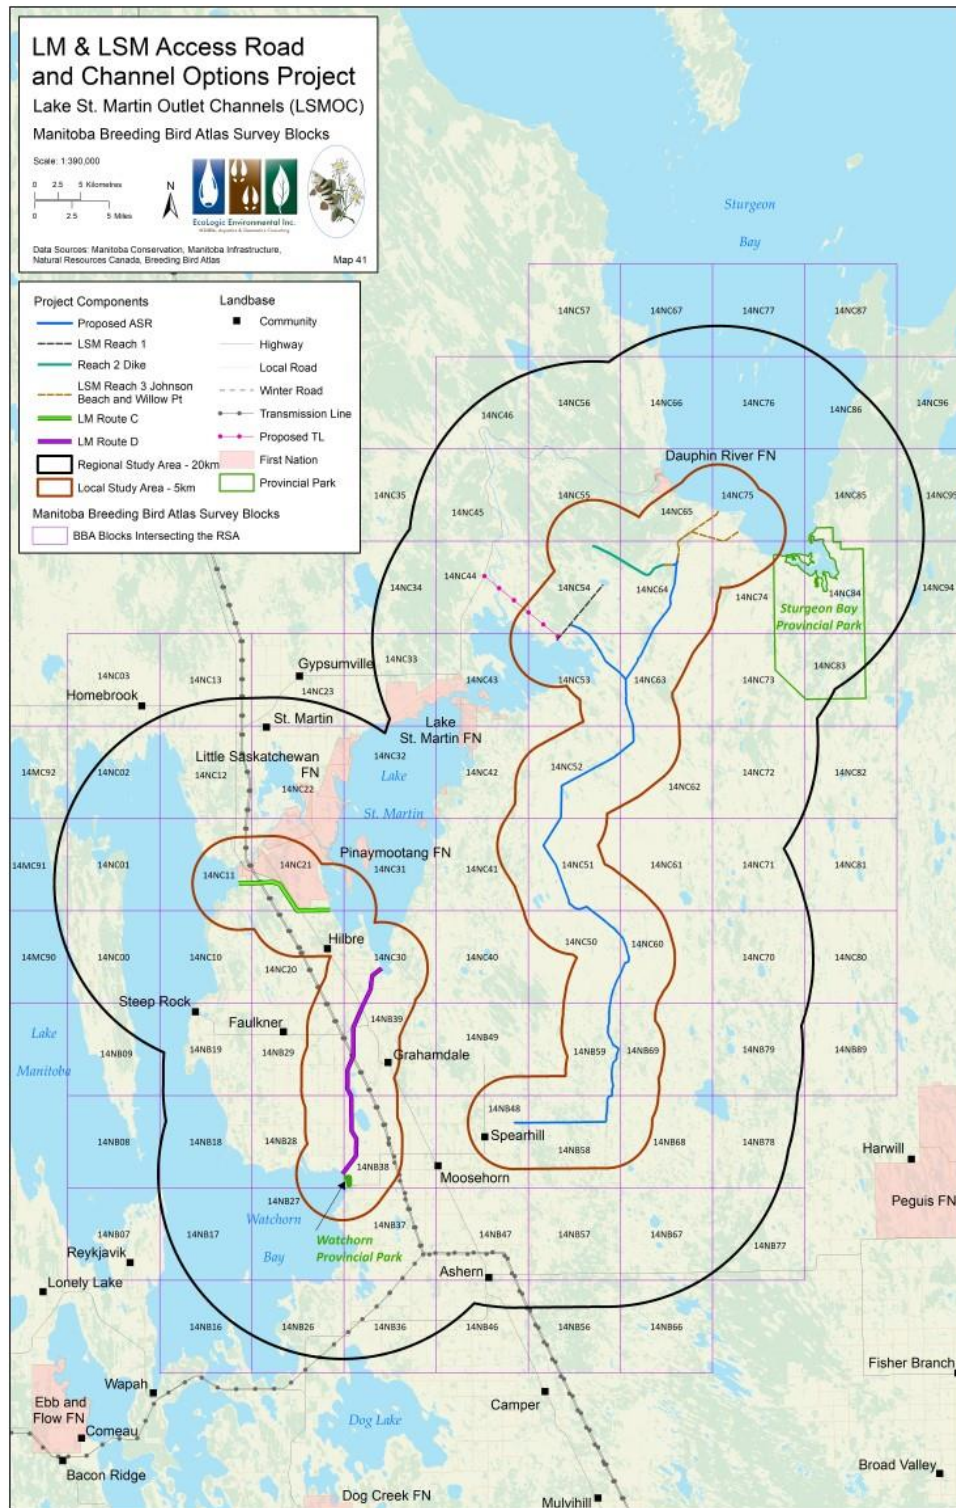 LM & LSM Access Road
and Channel Options Project
Lake St. Martin Outlet Channels (LSMOC)
Manitoba Breeding Bird Atlas Survey Blocks
Scale: 1:390,000
0 2.5 5 Kilometres
0 2.5 5 Miles
N
EcoLogic Environmental Inc.
Data Sources: Manitoba Conservation, Manitoba Infrastructure,
Natural Resources Canada, Breeding Bird Atlas
Map 41
Project Components
Proposed ASR
LSM Reach 1
Reach 2 Dike
LSM Reach 3 Johnson
Beach and Willow Pt
LM Route C
LM Route D
Regional Study Area - 20km
Local Study Area - 5km
Manitoba Breeding Bird Atlas Survey Blocks
BBA Blocks Intersecting the RSA
Landbase
Community
Highway
Local Road
Winter Road
Transmission Line
Proposed TL
First Nation
Provincial Park
Sturgeon
Bay
14NC57 14NC67 14NC77 14NC87
14NC46 14NC56 14NC66 14NC76 14NC86 14NC96
Dauphin River FN
14NC35 14NC45 14NC55 14NC65 14NC75 14NC85 14NC95
14NC34 14NC44 14NC54 14NC64 14NC74 14NC84 14NC94
Sturgeon Bay
Provincial Park
14NC03 14NC13 14NC23 14NC33 14NC43 14NC53 14NC63 14NC73 14NC83
Gypsumville
Homebrook
St. Martin
Lake
St. Martin FN
Little Saskatchewan
FN
14MC92 14NC02 14NC12 14NC22 14NC32 14NC42 14NC52 14NC62 14NC72 14NC82
Lake
St. Martin
Pinaymootang FN
14MC91 14NC01 14NC11 14NC21 14NC31 14NC41 14NC51 14NC61 14NC71 14NC81
Hilbre
14MC90 14NC00 14NC10 14NC20 14NC30 14NC40 14NC50 14NC60 14NC70 14NC80
Steep Rock
Faulkner
Lake
Manitoba
14NB09 14NB19 14NB29 14NB39 14NB49 14NB59 14NB69 14NB79 14NB89
Grahamdale
14NB08 14NB18 14NB28 14NB38 14NB48 14NB58 14NB68 14NB78
Spearhill
Moosehorn
Harwill
Peguis FN
14NB07 14NB17 14NB27 14NB37 14NB47 14NB57 14NB67 14NB77
Watchorn
Bay
Watchorn
Provincial Park
Reykjavik
Lonely Lake
Ashern
14NB16 14NB26 14NB36 14NB46 14NB56 14NB66
Fisher Branch
Wapah
Ebb and
Flow FN
Comeau
Bacon Ridge
Dog Lake
Camper
Broad Valley
Dog Creek FN
Mulvihill